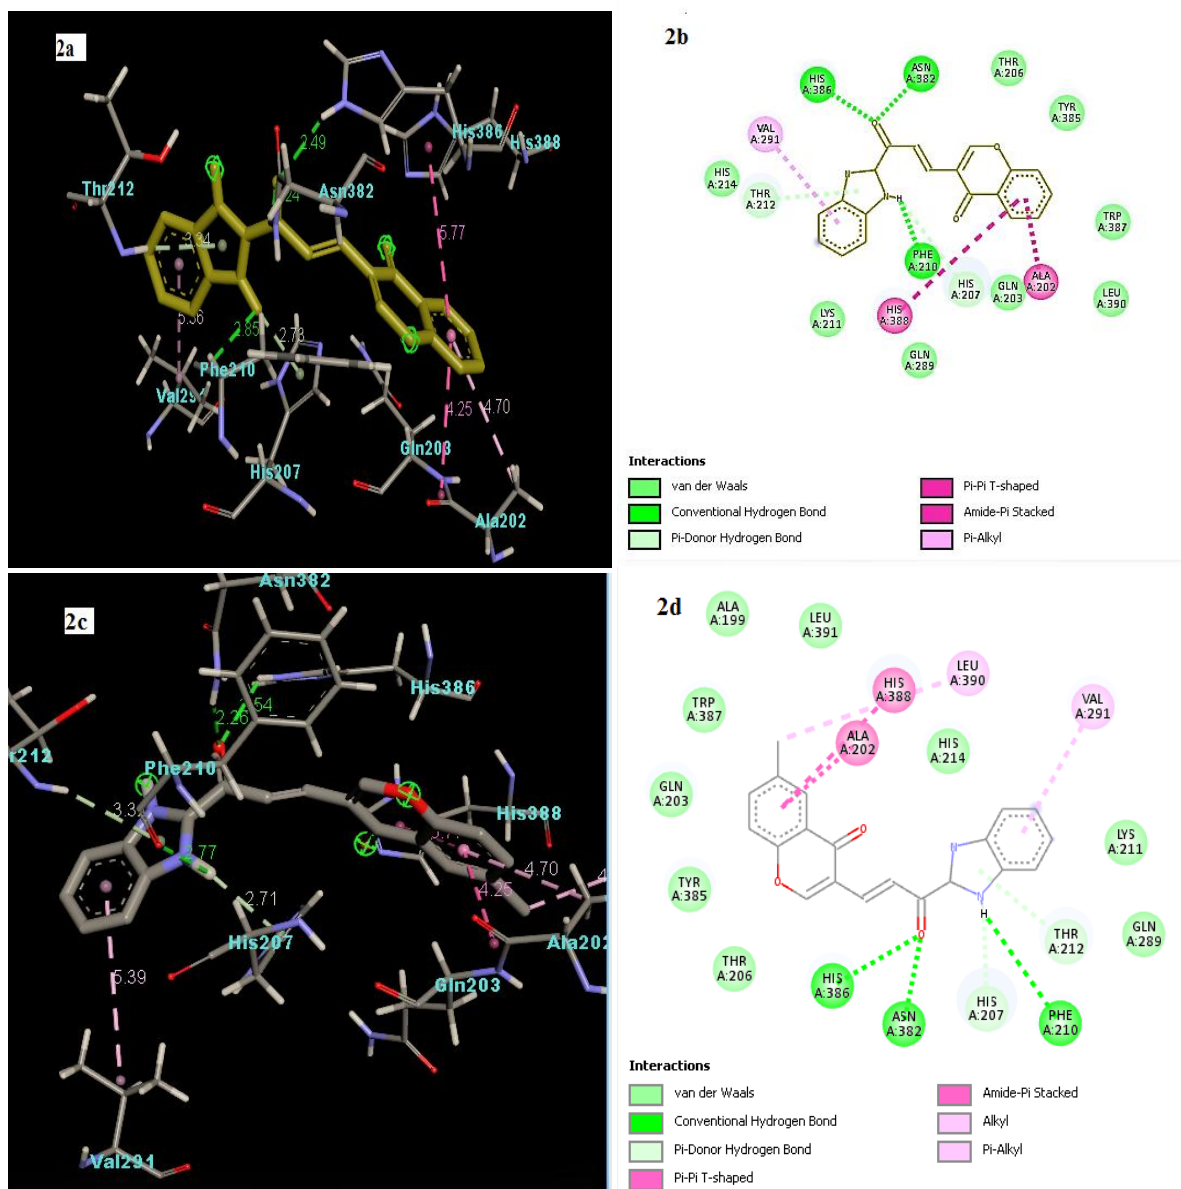 2a
His386
His388
2.49
Thr212
Asn382
.24
3.34
5.77
5.36
2.85
2.78
Phe210
Val291
4.25
4.70
Gln203
His207
Ala202
2b
HIS
A:386
ASN
A:382
THR
A:206
TYR
A:385
VAL
A:291
HIS
A:214
THR
A:212
O
O
N
N
H
O
TRP
A:387
PHE
A:210
HIS
A:207
GLN
A:203
ALA
A:202
LEU
A:390
LYS
A:211
HIS
A:388
GLN
A:289
Interactions
van der Waals
Conventional Hydrogen Bond
Pi-Donor Hydrogen Bond
Pi-Pi T-shaped
Amide-Pi Stacked
Pi-Alkyl
2c
Asn382
His386
.54
2.26
r212
Phe210
3.3
2.77
His388
4.70
4.25
2.71
His207
Ala202
5.39
Gln203
Val291
2d
ALA
A:199
LEU
A:391
HIS
A:388
LEU
A:390
VAL
A:291
TRP
A:387
ALA
A:202
HIS
A:214
GLN
A:203
O
N
LYS
A:211
TYR
A:385
O
N
H
O
THR
A:212
GLN
A:289
THR
A:206
HIS
A:386
ASN
A:382
HIS
A:207
PHE
A:210
Interactions
van der Waals
Conventional Hydrogen Bond
Pi-Donor Hydrogen Bond
Pi-Pi T-shaped
Amide-Pi Stacked
Alkyl
Pi-Alkyl